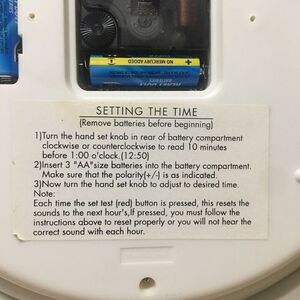 NO MERCURY ADDED
HEAVY DUTY
SETTING THE TIME
(Remove batteries before beginning)
1)Turn the hand set knob in rear of battery compartment
clockwise or counterclockwise to read 10 minutes
before 1:00 o'clock.(12:50)
2)Insert 3 "AA"size batteries into the battery compartment.
Make sure that the polarity(+/-) is as indicated.
3)Now turn the hand set knob to adjust to desired time.
Note:
Each time the set test (red) button is pressed, this resets the
sounds to the next hour's,If pressed, you must follow the
instructions above to reset properly or you will not hear the
correct sound with each hour.